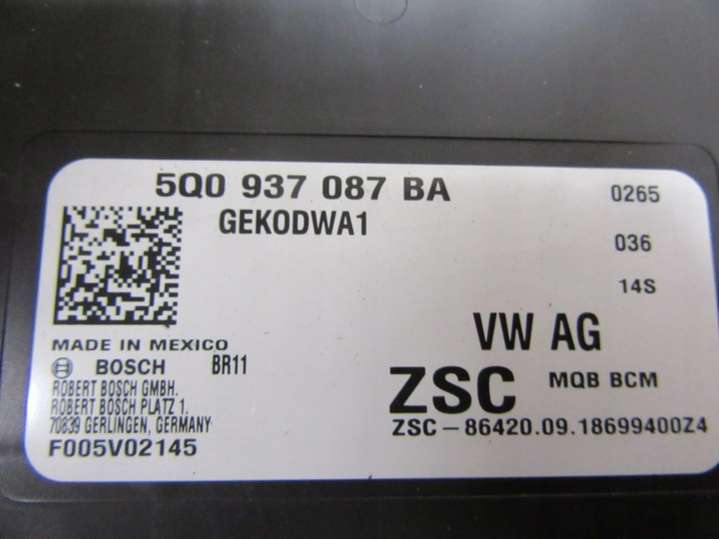 5Q0 937 087 BA
0265
GEKODWA1
036
14S
VW AG
MADE IN MEXICO
BOSCH BR11
ZSC MQB BCM
ROBERT BOSCH GMBH.
ROBERT BOSCH PLATZ 1.
70839 GERLINGEN, GERMANY
ZSC-86420.09.18699400Z4
F005V02145